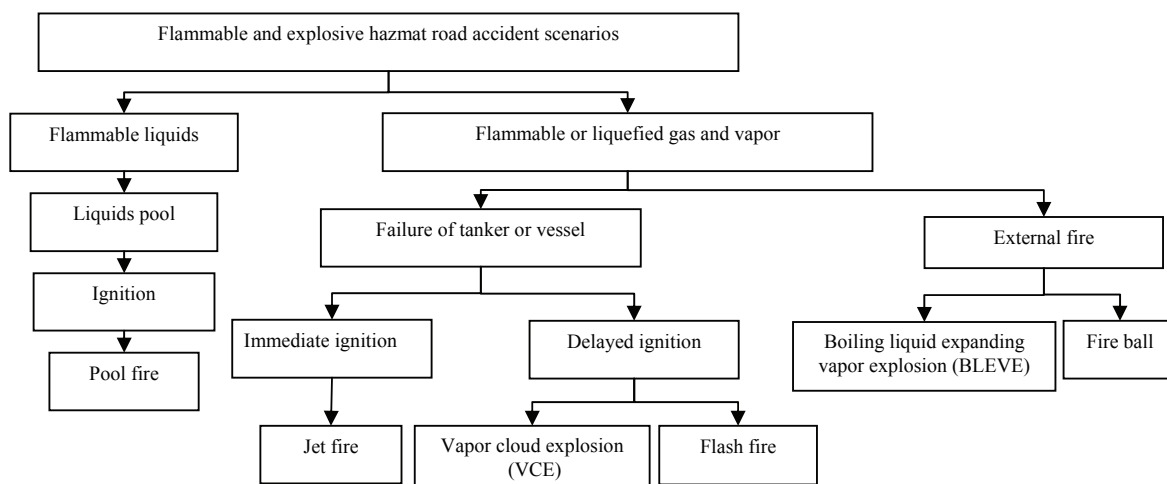 Flammable and explosive hazmat road accident scenarios
Flammable liquids
Flammable or liquefied gas and vapor
Liquids pool
Failure of tanker or vessel
External fire
Ignition
Immediate ignition
Delayed ignition
Boiling liquid expanding
vapor explosion (BLEVE)
Fire ball
Pool fire
Jet fire
Vapor cloud explosion
(VCE)
Flash fire